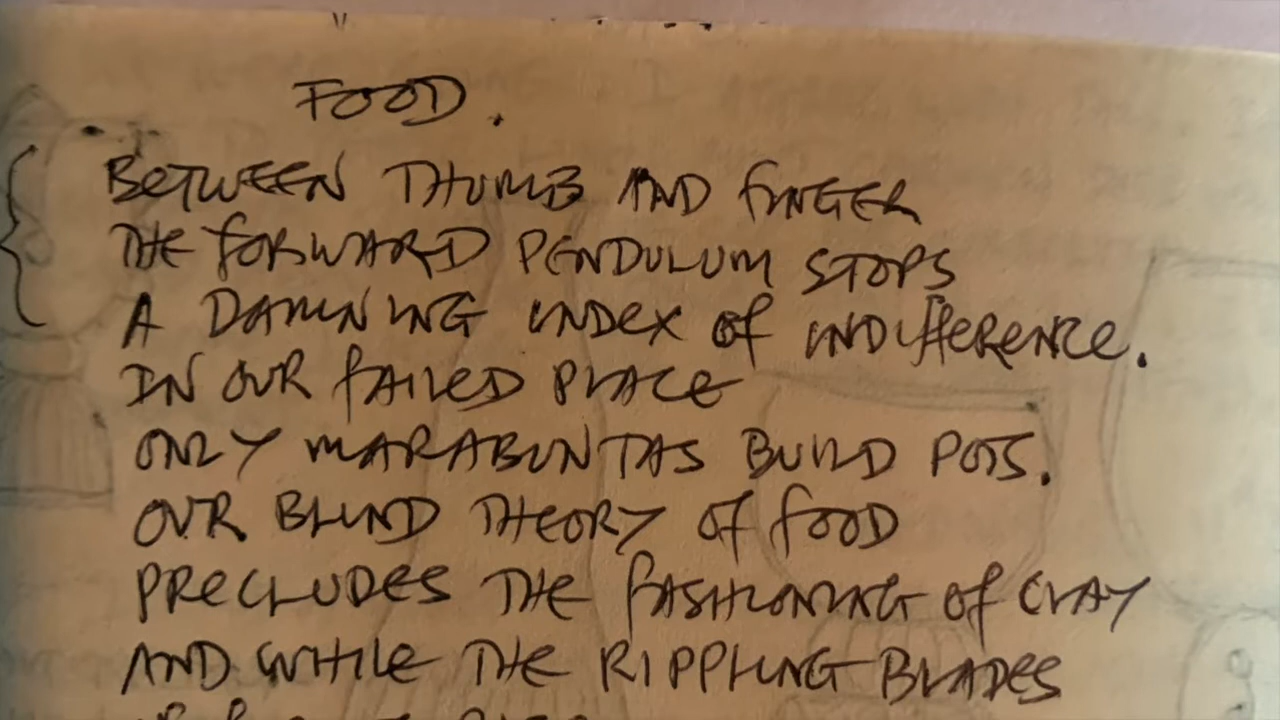 FOOD.
BETWEEN THUMB AND FINGER
THE FORWARD PENDULUM STOPS
A DAMNING INDEX OF INDIFFERENCE.
IN OUR FAILED PLACE
ONLY MARABUNTAS BUILD POTS.
OUR BLIND THEORY OF FOOD
PRECLUDES THE FASHIONING OF CLAY
AND WHILE THE RIPPLING BLADES